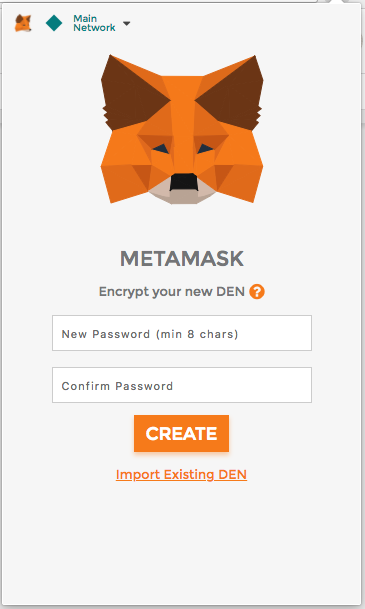 Main
Network
METAMASK
Encrypt your new DEN ?
New Password (min 8 chars)
Confirm Password
CREATE
Import Existing DEN